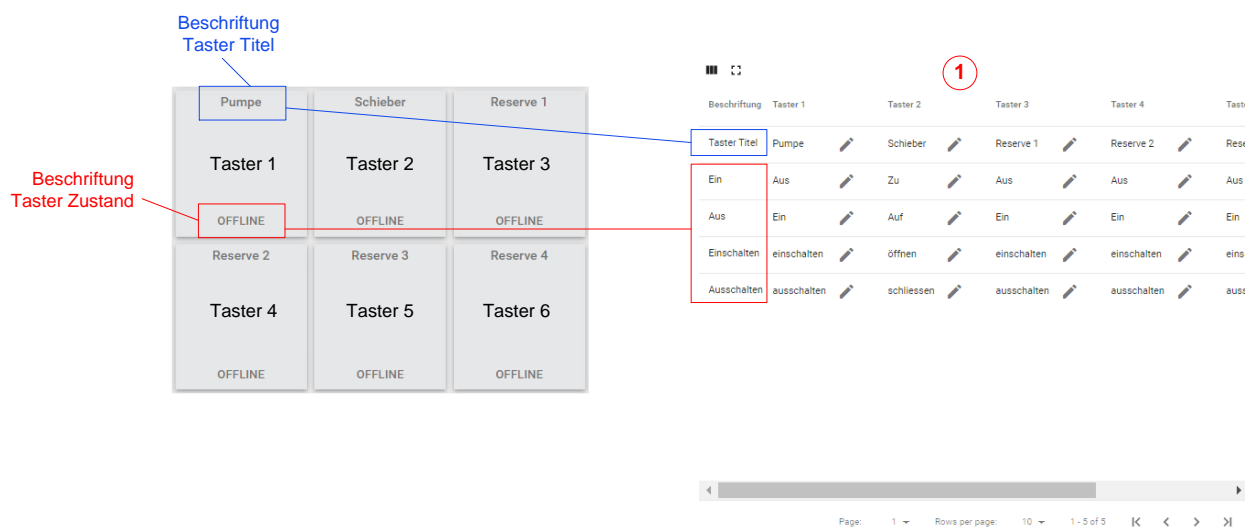 Beschriftung
Taster Titel
Pumpe Schieber Reserve 1
Taster 1 Taster 2 Taster 3
Beschriftung
Taster Zustand
OFFLINE OFFLINE OFFLINE
Reserve 2 Reserve 3 Reserve 4
Taster 4 Taster 5 Taster 6
OFFLINE OFFLINE OFFLINE
1
Beschriftung Taster 1 Taster 2 Taster 3 Taster 4 Taste
Taster Titel Pumpe Schieber Reserve 1 Reserve 2 Rese
Ein Aus Zu Aus Aus Aus
Aus Ein Auf Ein Ein Ein
Einschalten einschalten öffnen einschalten einschalten eins
Ausschalten ausschalten schliessen ausschalten ausschalten auss
Page: 1 Rows per page: 10 1 - 5 of 5